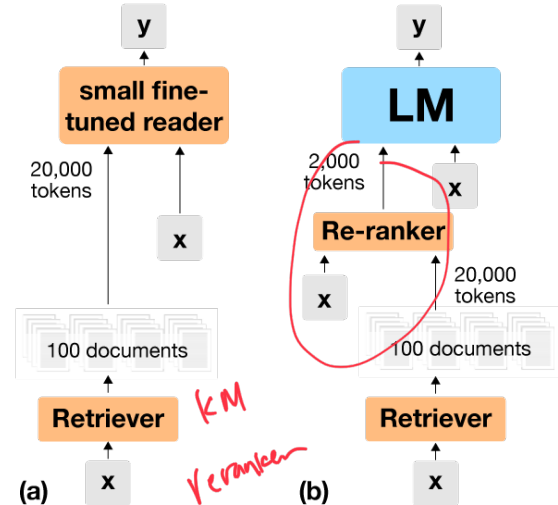 y
small fine-
tuned reader
20,000
tokens
x
100 documents
Retriever
x
(a)
y
LM
2,000
tokens
x
Re-ranker
x
20,000
tokens
100 documents
Retriever
x
(b)
KM
reranker